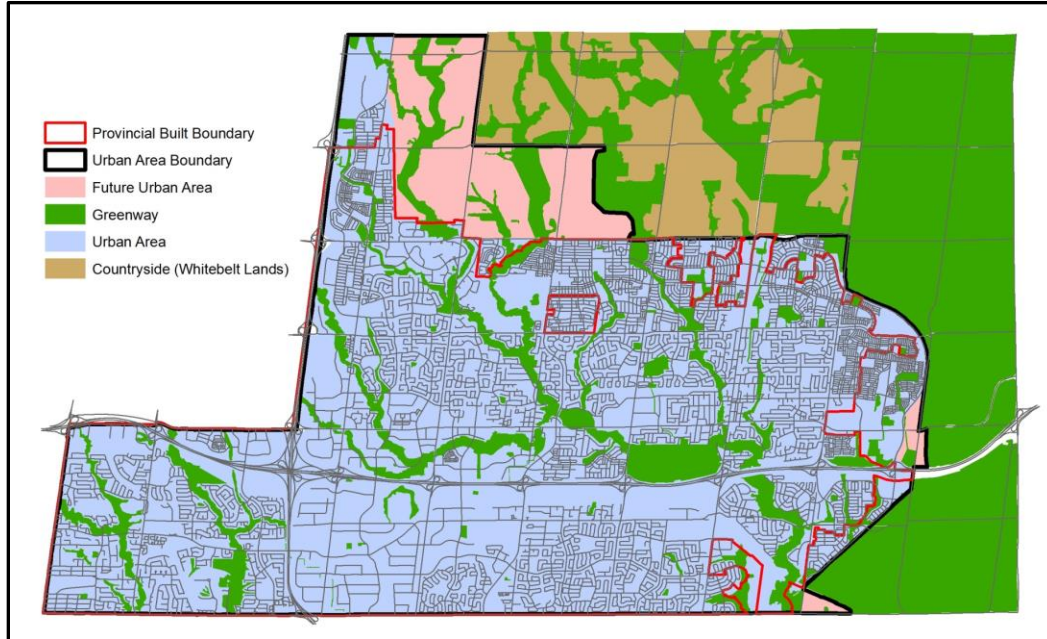 Provincial Built Boundary
Urban Area Boundary
Future Urban Area
Greenway
Urban Area
Countryside (Whitebelt Lands)